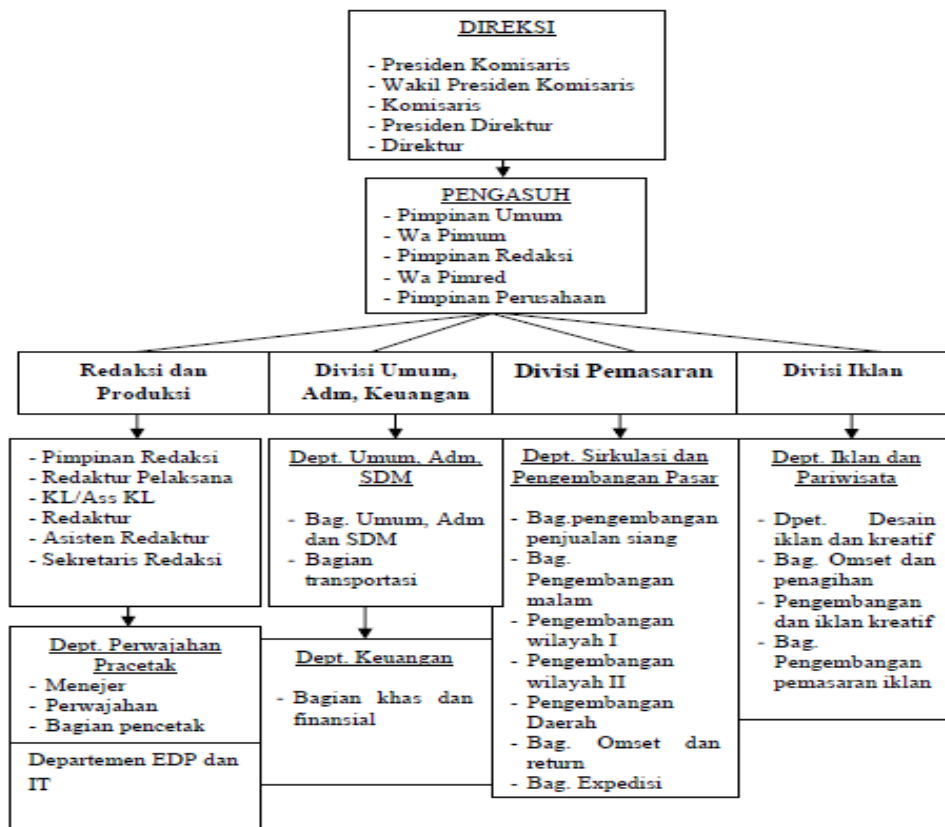 DIREKSI
- Presiden Komisaris
- Wakil Presiden Komisaris
- Komisaris
- Presiden Direktur
- Direktur
PENGASUH
- Pimpinan Umum
- Wa Pimum
- Pimpinan Redaksi
- Wa Pimred
- Pimpinan Perusahaan
Redaksi dan
Produksi
Divisi Umum,
Adm, Keuangan
Divisi Pemasaran
Divisi Iklan
- Pimpinan Redaksi
- Redaktur Pelaksana
- KL/Ass KL
- Redaktur
- Asisten Redaktur
- Sekretaris Redaksi
Dept. Perwajahan
Pracetak
- Menejer
- Perwajahan
- Bagian pencetak
Departemen EDP dan
IT
Dept. Umum, Adm,
SDM
- Bag. Umum, Adm
dan SDM
- Bagian
transportasi
Dept. Keuangan
- Bagian khas dan
finansial
Dept. Sirkulasi dan
Pengembangan Pasar
- Bag.pengembangan
penjualan siang
- Bag.
Pengembangan
malam
- Pengembangan
wilayah I
- Pengembangan
wilayah II
- Pengembangan
Daerah
- Bag. Omset dan
return
- Bag. Expedisi
Dept. Iklan dan
Pariwisata
- Dpet. Desain
iklan dan kreatif
- Bag. Omset dan
penagihan
- Pengembangan
dan iklan kreatif
- Bag.
Pengembangan
pemasaran iklan